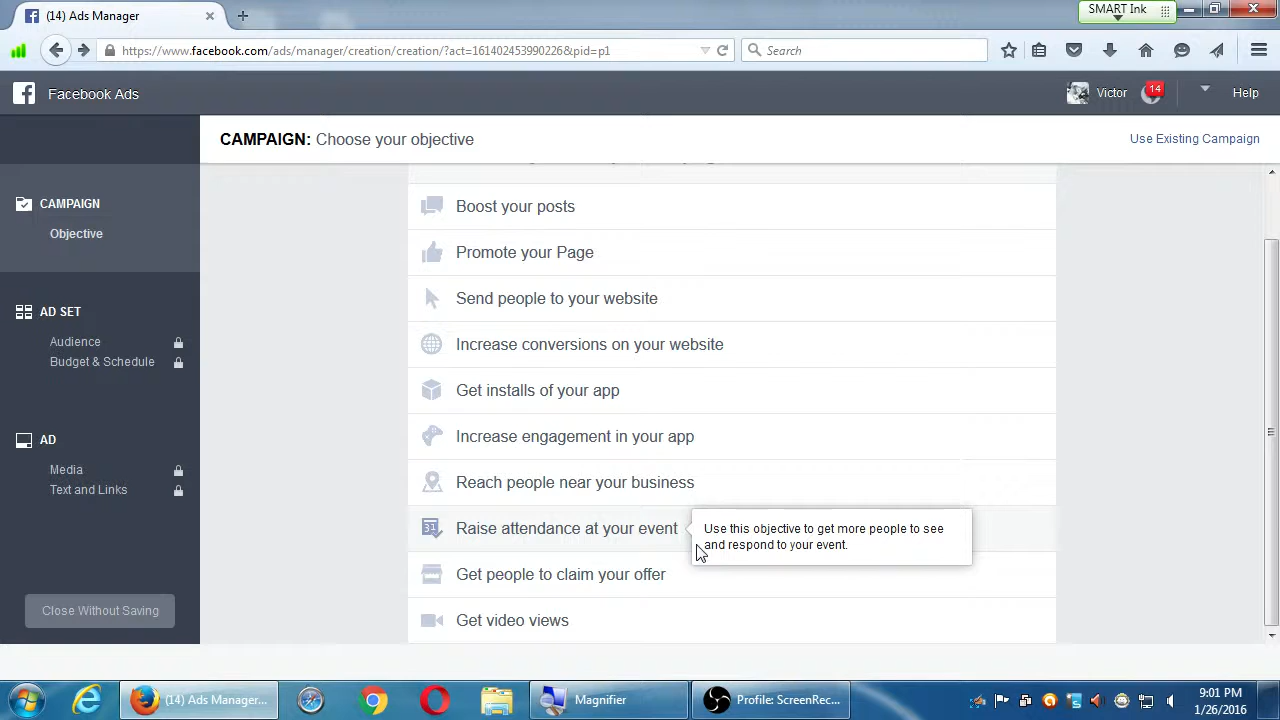 (14) Ads Manager
SMART Ink
https://www.facebook.com/ads/manager/creation/creation/?act=161402453990226&pid=p1
Search
Facebook Ads
Victor
14
Help
CAMPAIGN: Choose your objective
Use Existing Campaign
CAMPAIGN
Objective
AD SET
Audience
Budget & Schedule
AD
Media
Text and Links
Close Without Saving
Boost your posts
Promote your Page
Send people to your website
Increase conversions on your website
Get installs of your app
Increase engagement in your app
Reach people near your business
31
Raise attendance at your event
Use this objective to get more people to see
and respond to your event.
Get people to claim your offer
Get video views
(14) Ads Manager...
Magnifier
Profile: ScreenRec...
9:01 PM
1/26/2016